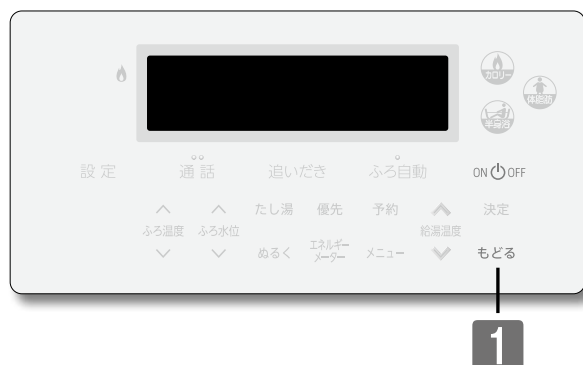 カロリー
体脂肪
半身浴
設定 通話 追いだき ふろ自動 ON OFF
たし湯 優先 予約 決定
ふろ温度 ふろ水位 給湯温度
ぬるく エネルギーメーター メニュー もどる
1